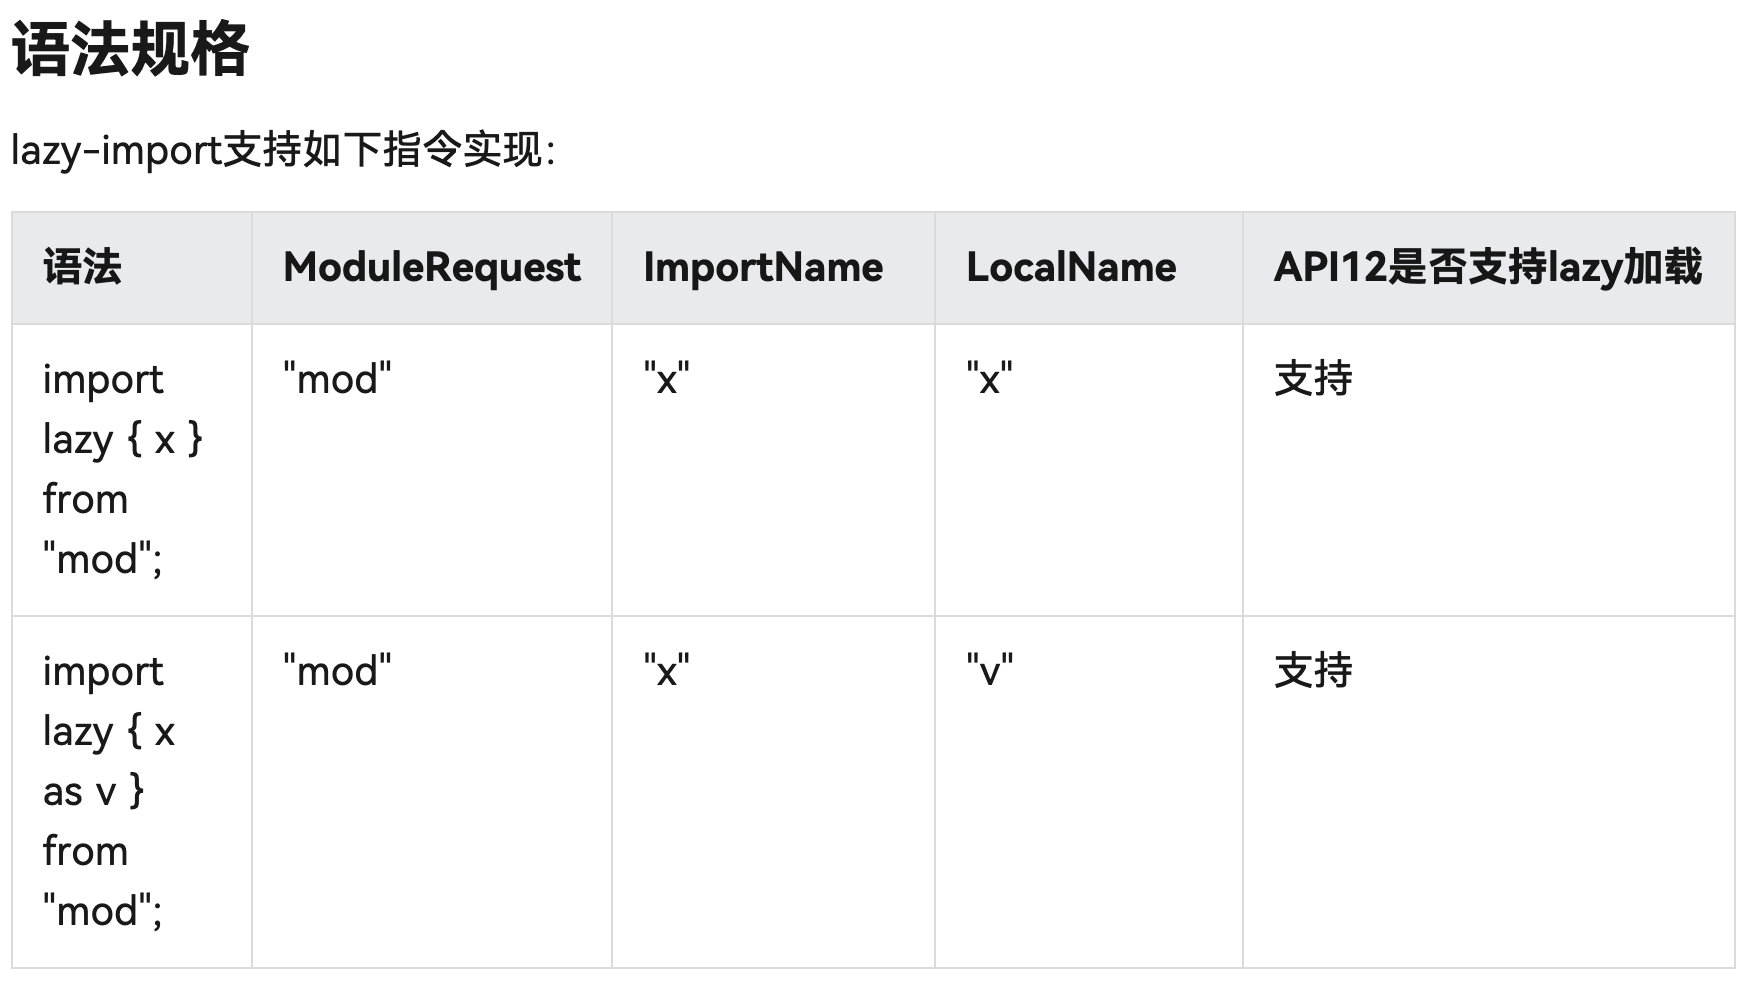 语法规格
lazy-import支持如下指令实现：
语法 ModuleRequest ImportName LocalName API12是否支持lazy加载
import "mod" "x" "x" 支持
lazy { x }
from
"mod";
import "mod" "x" "v" 支持
lazy { x
as v }
from
"mod";